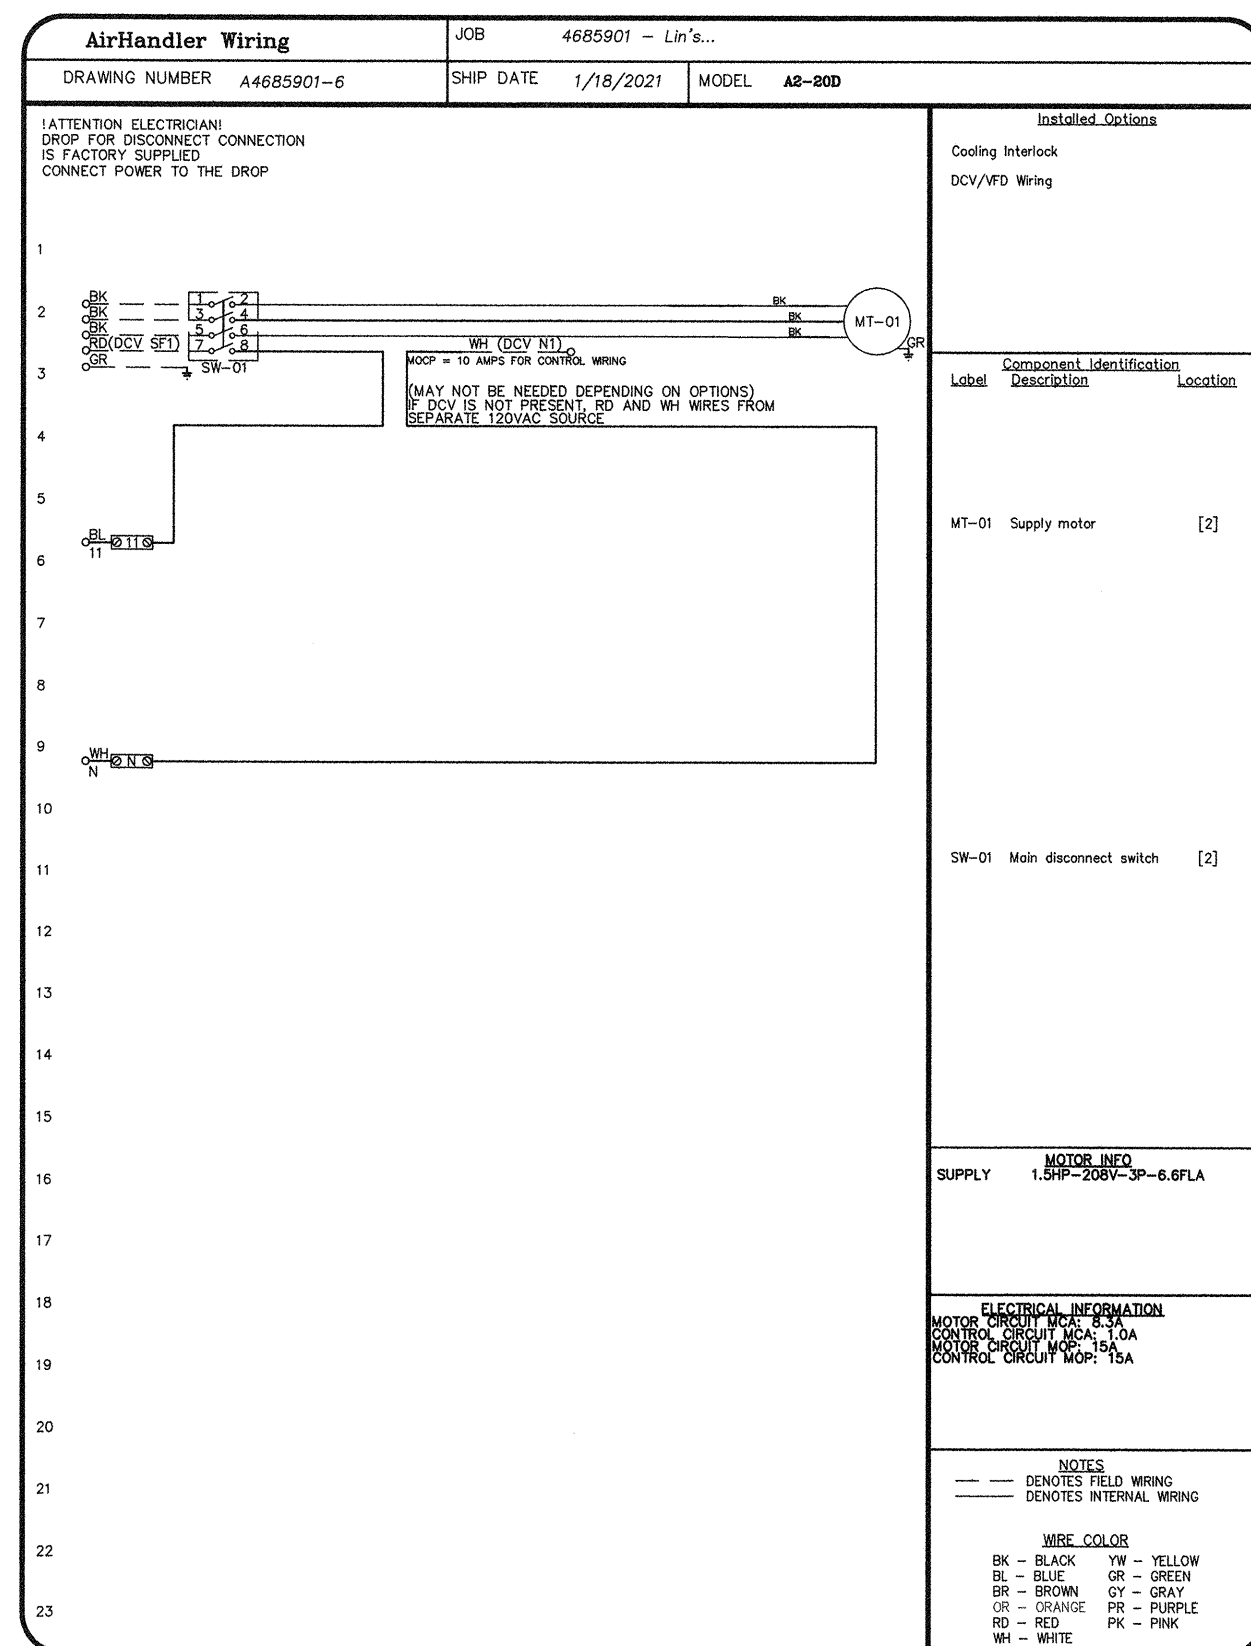 AirHandler Wiring
JOB 4685901 - Lin's...
DRAWING NUMBER A4685901-6
SHIP DATE 1/18/2021
MODEL A2-20D
!ATTENTION ELECTRICIAN!
DROP FOR DISCONNECT CONNECTION
IS FACTORY SUPPLIED
CONNECT POWER TO THE DROP
1
2
3
4
5
6
7
8
9
10
11
12
13
14
15
16
17
18
19
20
21
22
23
BK
BK
BK
RD(DCV SF1)
GR
1 2
3 4
5 6
7 8
SW-01
BK
BK
BK
MT-01
GR
WH (DCV N1)
MOCP = 10 AMPS FOR CONTROL WIRING
(MAY NOT BE NEEDED DEPENDING ON OPTIONS)
IF DCV IS NOT PRESENT, RD AND WH WIRES FROM
SEPARATE 120VAC SOURCE
BL
11
11
WH
N
N
Installed Options
Cooling Interlock
DCV/VFD Wiring
Component Identification
Label Description Location
MT-01 Supply motor [2]
SW-01 Main disconnect switch [2]
MOTOR INFO
SUPPLY 1.5HP-208V-3P-6.6FLA
ELECTRICAL INFORMATION
MOTOR CIRCUIT MCA: 8.3A
CONTROL CIRCUIT MCA: 1.0A
MOTOR CIRCUIT MOP: 15A
CONTROL CIRCUIT MOP: 15A
NOTES
DENOTES FIELD WIRING
DENOTES INTERNAL WIRING
WIRE COLOR
BK - BLACK YW - YELLOW
BL - BLUE GR - GREEN
BR - BROWN GY - GRAY
OR - ORANGE PR - PURPLE
RD - RED PK - PINK
WH - WHITE